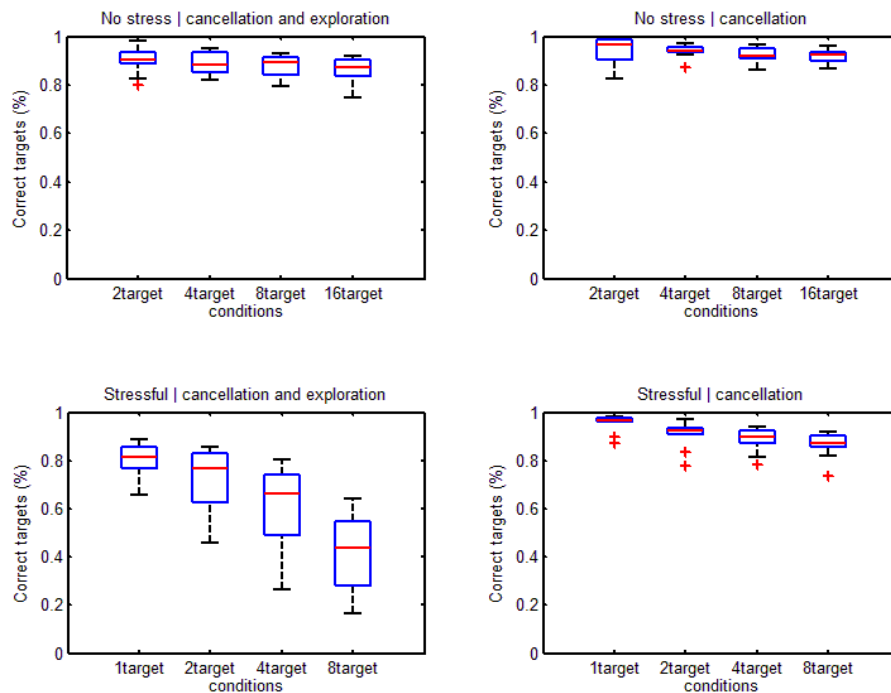 No stress | cancellation and exploration
Correct targets (%)
1
0.8
0.6
0.4
0.2
0
2target 4target 8target 16target
conditions
No stress | cancellation
Correct targets (%)
1
0.8
0.6
0.4
0.2
0
2target 4target 8target 16target
conditions
Stressful | cancellation and exploration
Correct targets (%)
1
0.8
0.6
0.4
0.2
0
1target 2target 4target 8target
conditions
Stressful | cancellation
Correct targets (%)
1
0.8
0.6
0.4
0.2
0
1target 2target 4target 8target
conditions